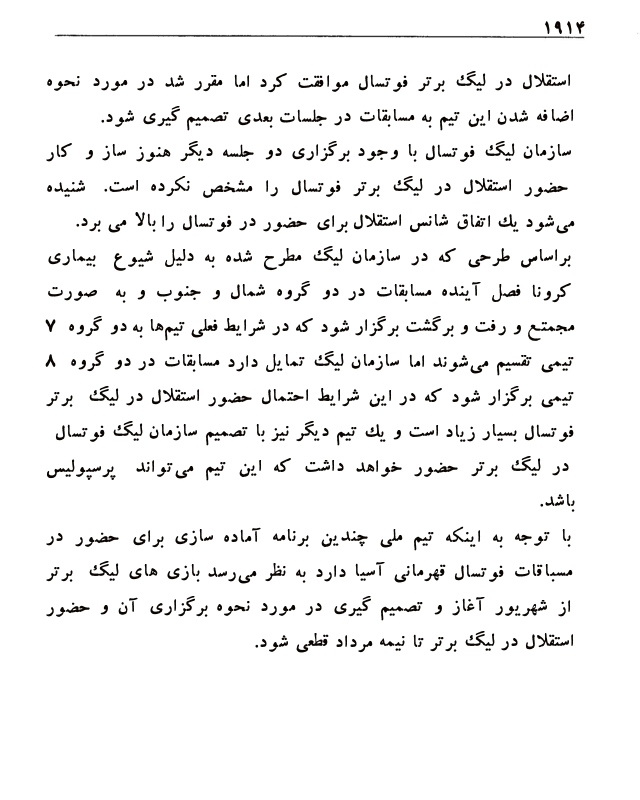 ۱۹۱۴
استقلال در لیگ برتر فوتسال موافقت کرد اما مقرر شد در مورد نحوه
اضافه شدن این تیم به مسابقات در جلسات بعدی تصمیم گیری شود.
سازمان لیگ فوتسال با وجود برگزاری دو جلسه دیگر هنوز ساز و کار
حضور استقلال در لیگ برتر فوتسال را مشخص نکرده است. شنیده
می‌شود یك اتفاق شانس استقلال برای حضور در فوتسال را بالا می برد.
براساس طرحی که در سازمان لیگ مطرح شده به دلیل شیوع بیماری
کرونا فصل آینده مسابقات در دو گروه شمال و جنوب و به صورت
مجمتع و رفت و برگشت برگزار شود که در شرایط فعلی تیم‌ها به دو گروه ۷
تیمی تقسیم می‌شوند اما سازمان لیگ تمایل دارد مسابقات در دو گروه ۸
تیمی برگزار شود که در این شرایط احتمال حضور استقلال در لیگ برتر
فوتسال بسیار زیاد است و یك تیم دیگر نیز با تصمیم سازمان لیگ فوتسال
در لیگ برتر حضور خواهد داشت که این تیم می‌تواند پرسپولیس
باشد.
با توجه به اینکه تیم ملی چندین برنامه آماده سازی برای حضور در
مسباقات فوتسال قهرمانی آسیا دارد به نظر می‌رسد بازی های لیگ برتر
از شهریور آغاز و تصمیم گیری در مورد نحوه برگزاری آن و حضور
استقلال در لیگ برتر تا نیمه مرداد قطعی شود.